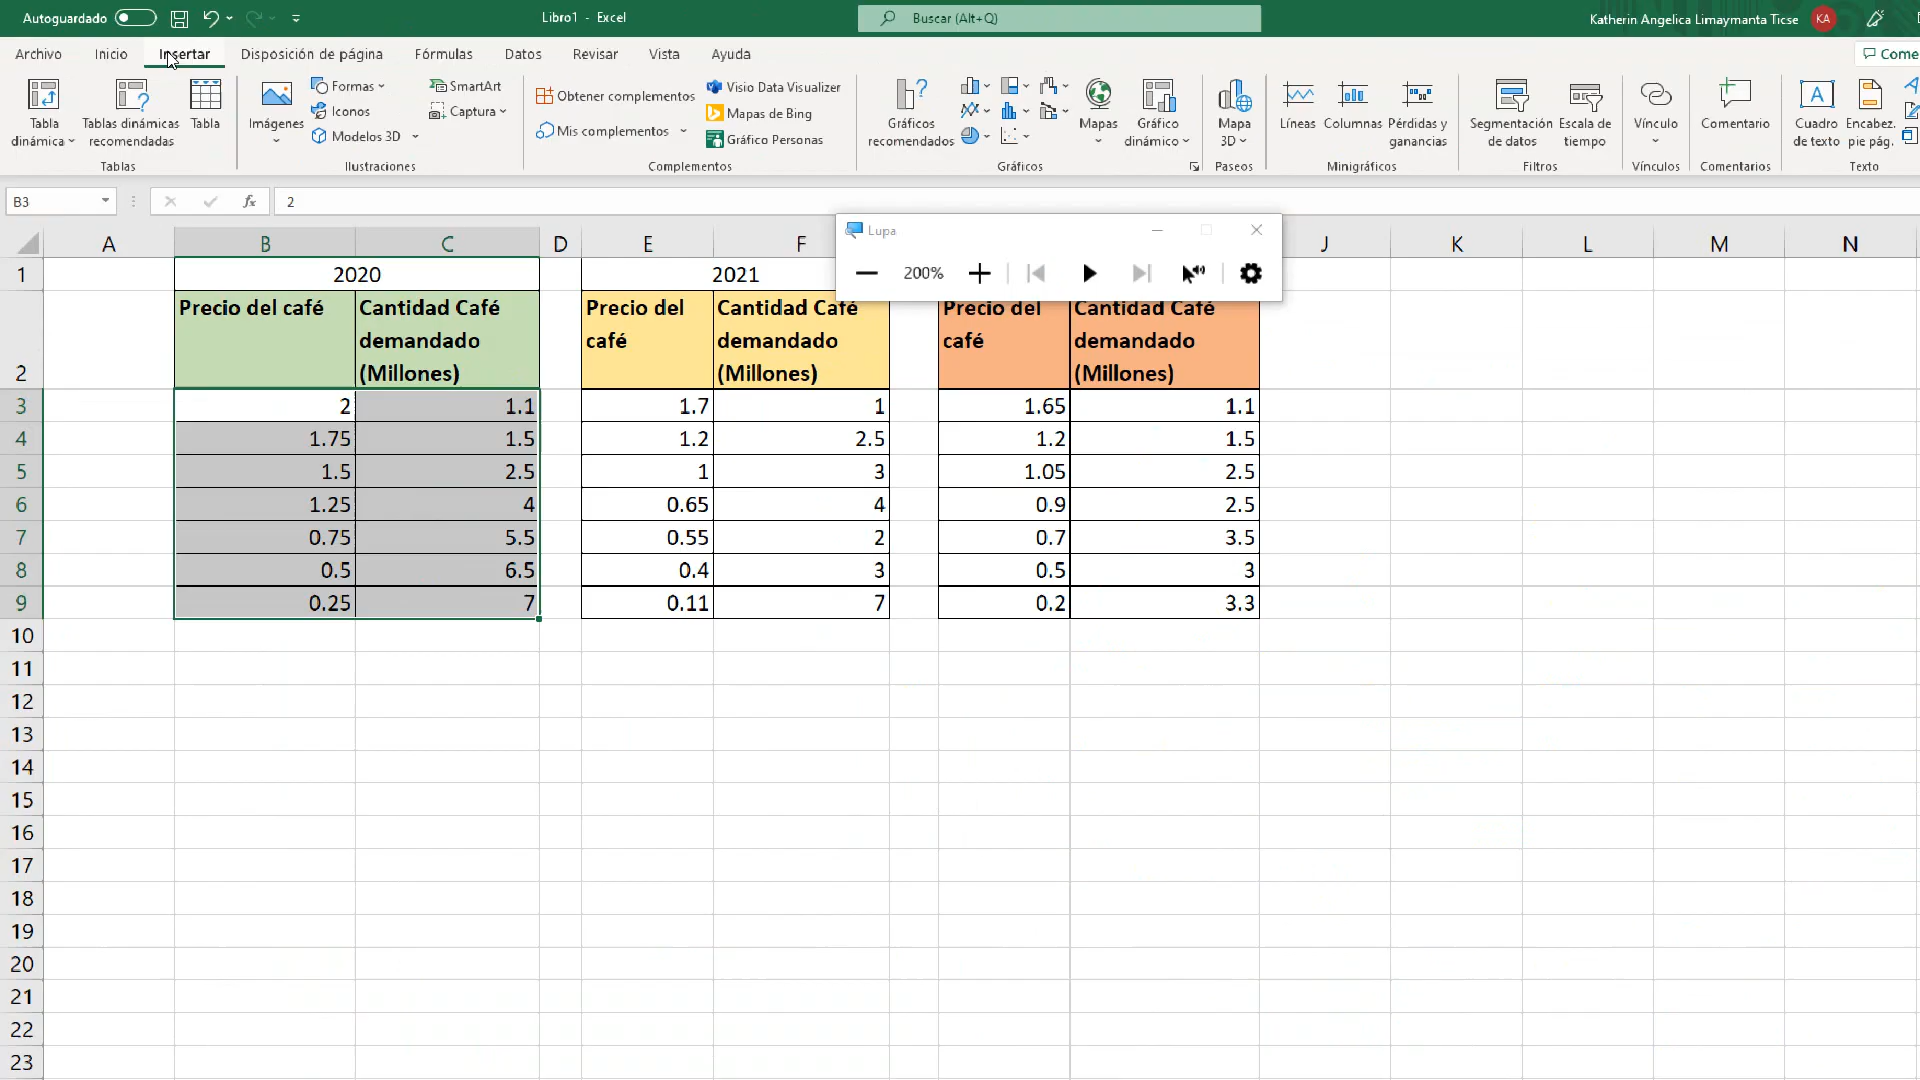 Autoguardado
Libro1 - Excel
Buscar (Alt+Q)
Katherin Angelica Limaymanta Ticse
KA
Archivo
Inicio
Insertar
Disposición de página
Fórmulas
Datos
Revisar
Vista
Ayuda
Come
Tabla
dinámica
Tablas dinámicas
recomendadas
Tabla
Tablas
Imágenes
Formas
Iconos
Modelos 3D
SmartArt
Captura
Ilustraciones
Obtener complementos
Mis complementos
Visio Data Visualizer
Mapas de Bing
Gráfico Personas
Complementos
Gráficos
recomendados
Mapas
Gráfico
dinámico
Gráficos
Mapa
3D
Paseos
Líneas
Columnas
Pérdidas y
ganancias
Minigráficos
Segmentación
de datos
Escala de
tiempo
Filtros
Vínculo
Vínculos
Comentario
Comentarios
Cuadro
de texto
Encabez.
pie pág.
Texto
B3
fx
2
Lupa
200%
A B C D E F J K L M N
1 2020 2021
2 Precio del café Cantidad Café demandado (Millones) Precio del café Cantidad Café demandado (Millones) Precio del café Cantidad Café demandado (Millones)
3 2 1.1 1.7 1 1.65 1.1
4 1.75 1.5 1.2 2.5 1.2 1.5
5 1.5 2.5 1 3 1.05 2.5
6 1.25 4 0.65 4 0.9 2.5
7 0.75 5.5 0.55 2 0.7 3.5
8 0.5 6.5 0.4 3 0.5 3
9 0.25 7 0.11 7 0.2 3.3
10
11
12
13
14
15
16
17
18
19
20
21
22
23